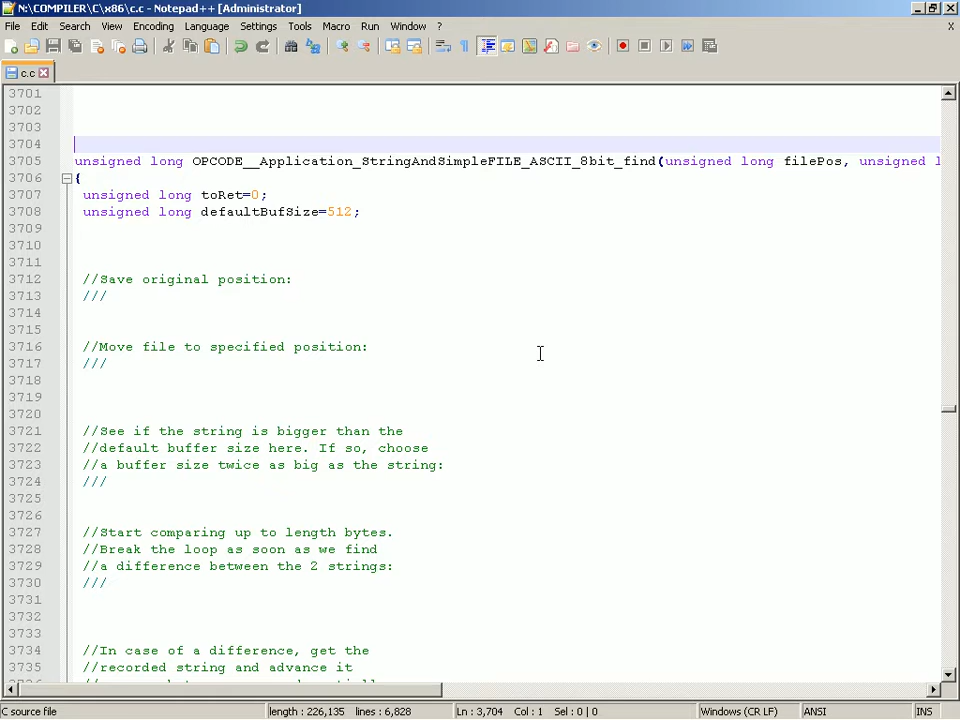 N:\COMPILER\C\x86\c.c - Notepad++ [Administrator]
File Edit Search View Encoding Language Settings Tools Macro Run Window ? X
c.c
3701
3702
3703
3704
3705 unsigned long OPCODE__Application_StringAndSimpleFILE_ASCII_8bit_find(unsigned long filePos, unsigned l
3706 {
3707 unsigned long toRet=0;
3708 unsigned long defaultBufSize=512;
3709
3710
3711
3712 //Save original position:
3713 ///
3714
3715
3716 //Move file to specified position:
3717 ///
3718
3719
3720
3721 //See if the string is bigger than the
3722 //default buffer size here. If so, choose
3723 //a buffer size twice as big as the string:
3724 ///
3725
3726
3727 //Start comparing up to length bytes.
3728 //Break the loop as soon as we find
3729 //a difference between the 2 strings:
3730 ///
3731
3732
3733
3734 //In case of a difference, get the
3735 //recorded string and advance it
C source file length : 226,135 lines : 6,828 Ln : 3,704 Col : 1 Sel : 0 | 0 Windows (CR LF) ANSI INS